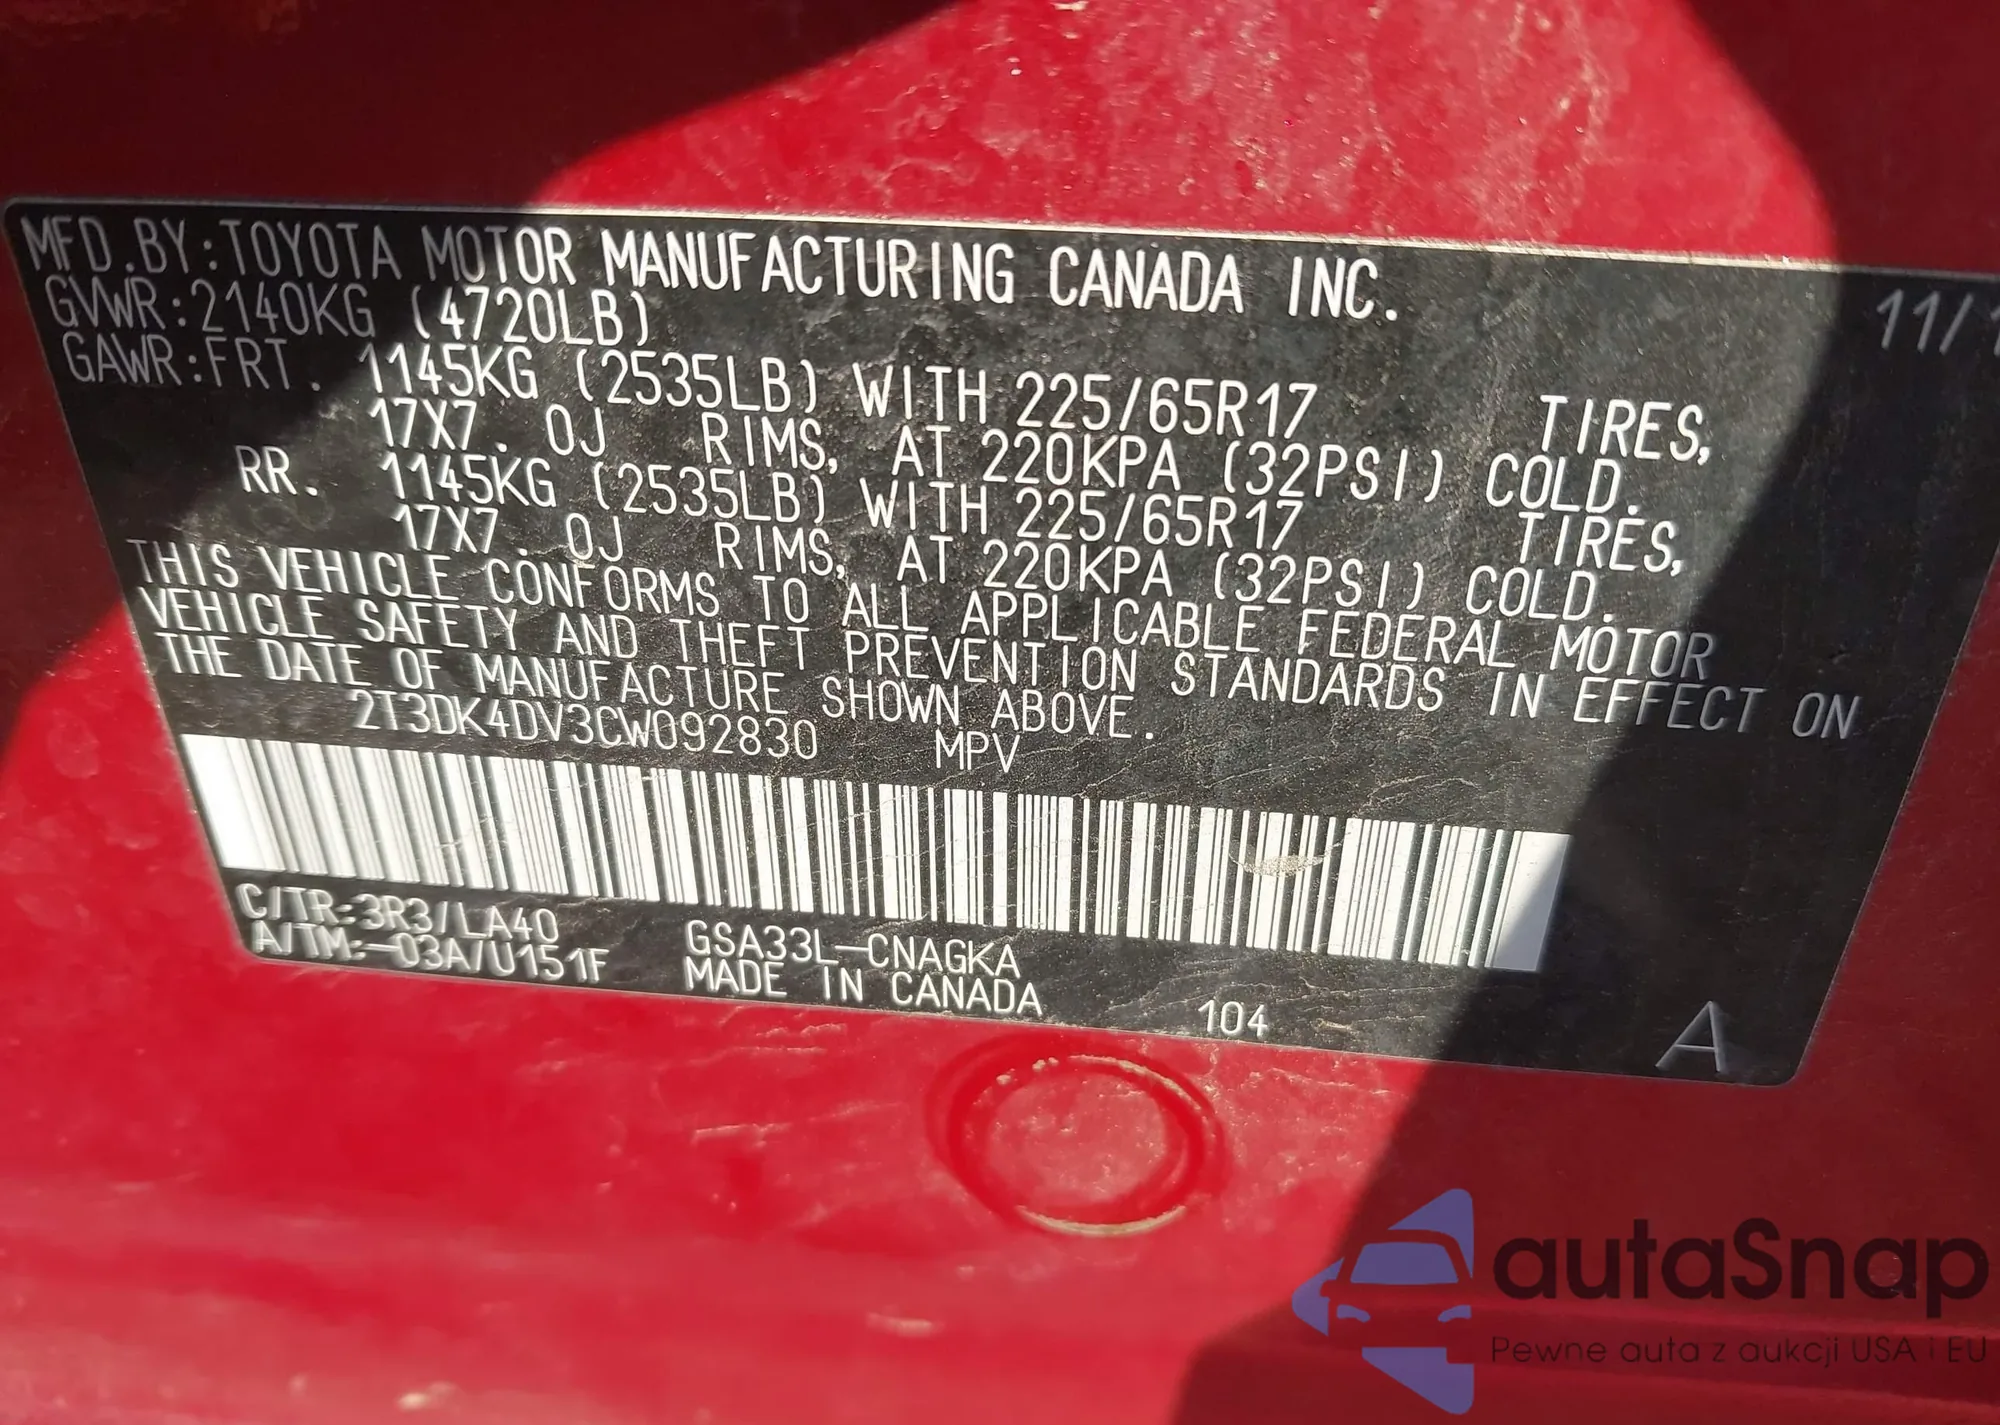 MFD.BY:TOYOTA MOTOR MANUFACTURING CANADA INC. 11/1
GVWR:2140KG (4720LB)
GAWR:FRT. 1145KG (2535LB) WITH 225/65R17 TIRES,
17X7.0J RIMS, AT 220KPA (32PSI) COLD.
RR. 1145KG (2535LB) WITH 225/65R17 TIRES,
17X7.0J RIMS, AT 220KPA (32PSI) COLD.
THIS VEHICLE CONFORMS TO ALL APPLICABLE FEDERAL MOTOR
VEHICLE SAFETY AND THEFT PREVENTION STANDARDS IN EFFECT ON
THE DATE OF MANUFACTURE SHOWN ABOVE.
2T3DK4DV3CW092830 MPV
C/TR:3R3/LA40 GSA33L-CNAGKA
A/TM:-03A/U151F MADE IN CANADA
104
A
autaSnap
Pewne auta z aukcji USA i EU